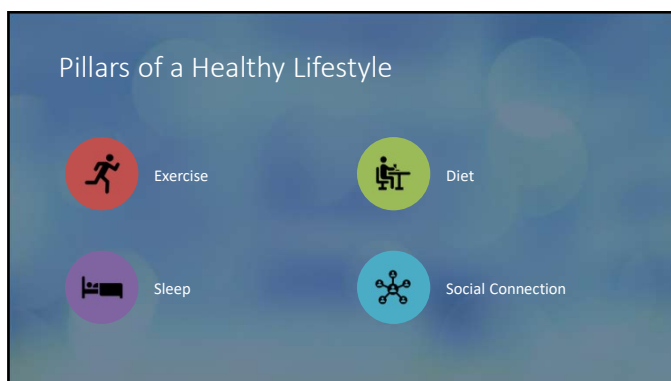 Pillars of a Healthy Lifestyle
Exercise
Diet
Sleep
Social Connection